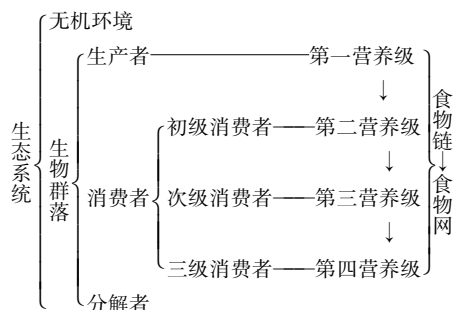 无机环境
生产者——第一营养级
↓
初级消费者——第二营养级
↓
生态系统
生物群落
消费者
次级消费者——第三营养级
食物链→食物网
↓
三级消费者——第四营养级
分解者